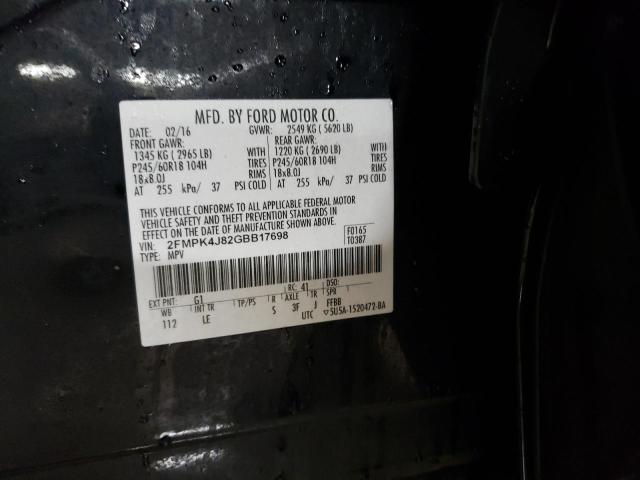 MFD. BY FORD MOTOR CO.
DATE: 02/16 GVWR: 2549 KG ( 5620 LB)
FRONT GAWR: REAR GAWR:
1345 KG ( 2965 LB) WITH 1220 KG ( 2690 LB) WITH
P245/60R18 104H TIRES P245/60R18 104H TIRES
18x8.0J RIMS 18x8.0J RIMS
AT 255 kPa/ 37 PSI COLD AT 255 kPa/ 37 PSI COLD
THIS VEHICLE CONFORMS TO ALL APPLICABLE FEDERAL MOTOR
VEHICLE SAFETY AND THEFT PREVENTION STANDARDS IN
EFFECT ON THE DATE OF MANUFACTURE SHOWN ABOVE.
VIN: 2FMPK4J82GBB17698 F0165
TYPE: MPV T0387
EXT PNT: G1 RC: 41 DSO:
WB INT TR TP/PS R AXLE TR SPR
112 LE S 3F J FFBB
UTC ▽5U5A-1520472-BA